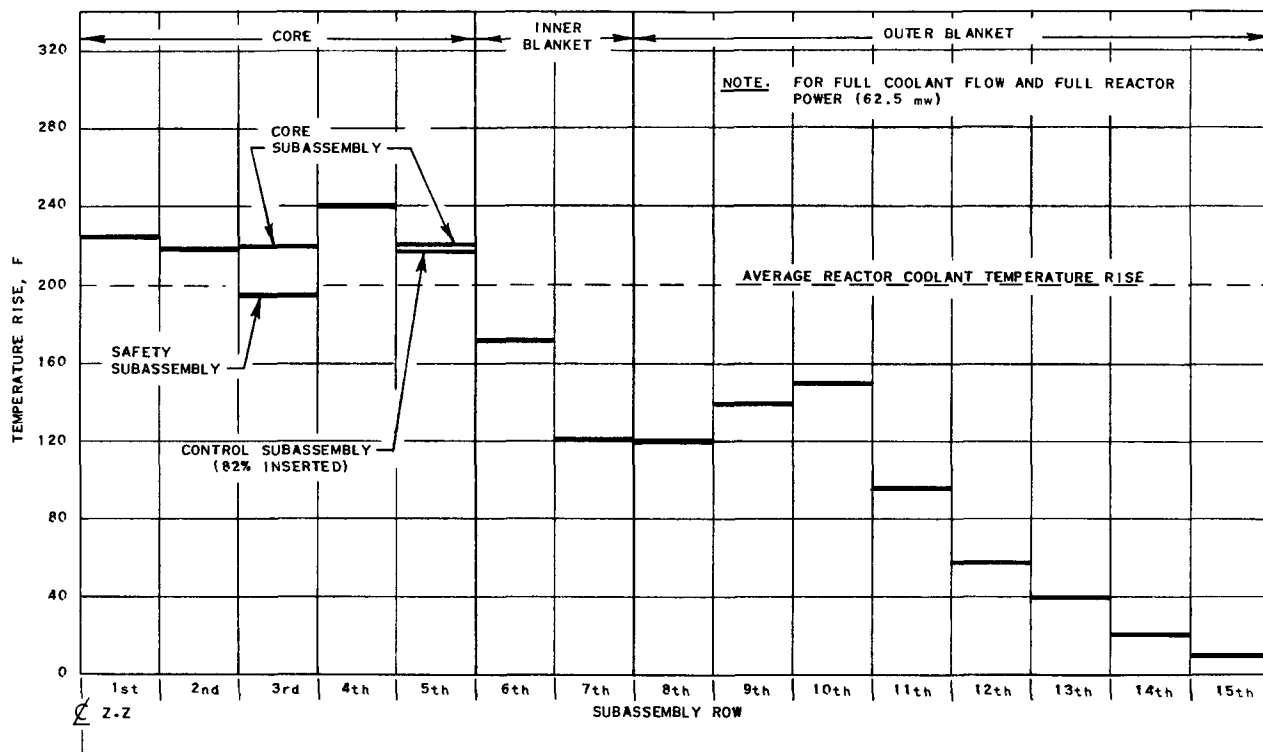 CORE
INNER
BLANKET
OUTER BLANKET
320
NOTE. FOR FULL COOLANT FLOW AND FULL REACTOR
POWER (62.5 mw)
280
CORE
SUBASSEMBLY
240
TEMPERATURE RISE, F
200
AVERAGE REACTOR COOLANT TEMPERATURE RISE
SAFETY
SUBASSEMBLY
160
CONTROL SUBASSEMBLY
(82% INSERTED)
120
80
40
0
1st 2nd 3rd 4th 5th 6th 7th 8th 9th 10th 11th 12th 13th 14th 15th
℄ Z.Z
SUBASSEMBLY ROW